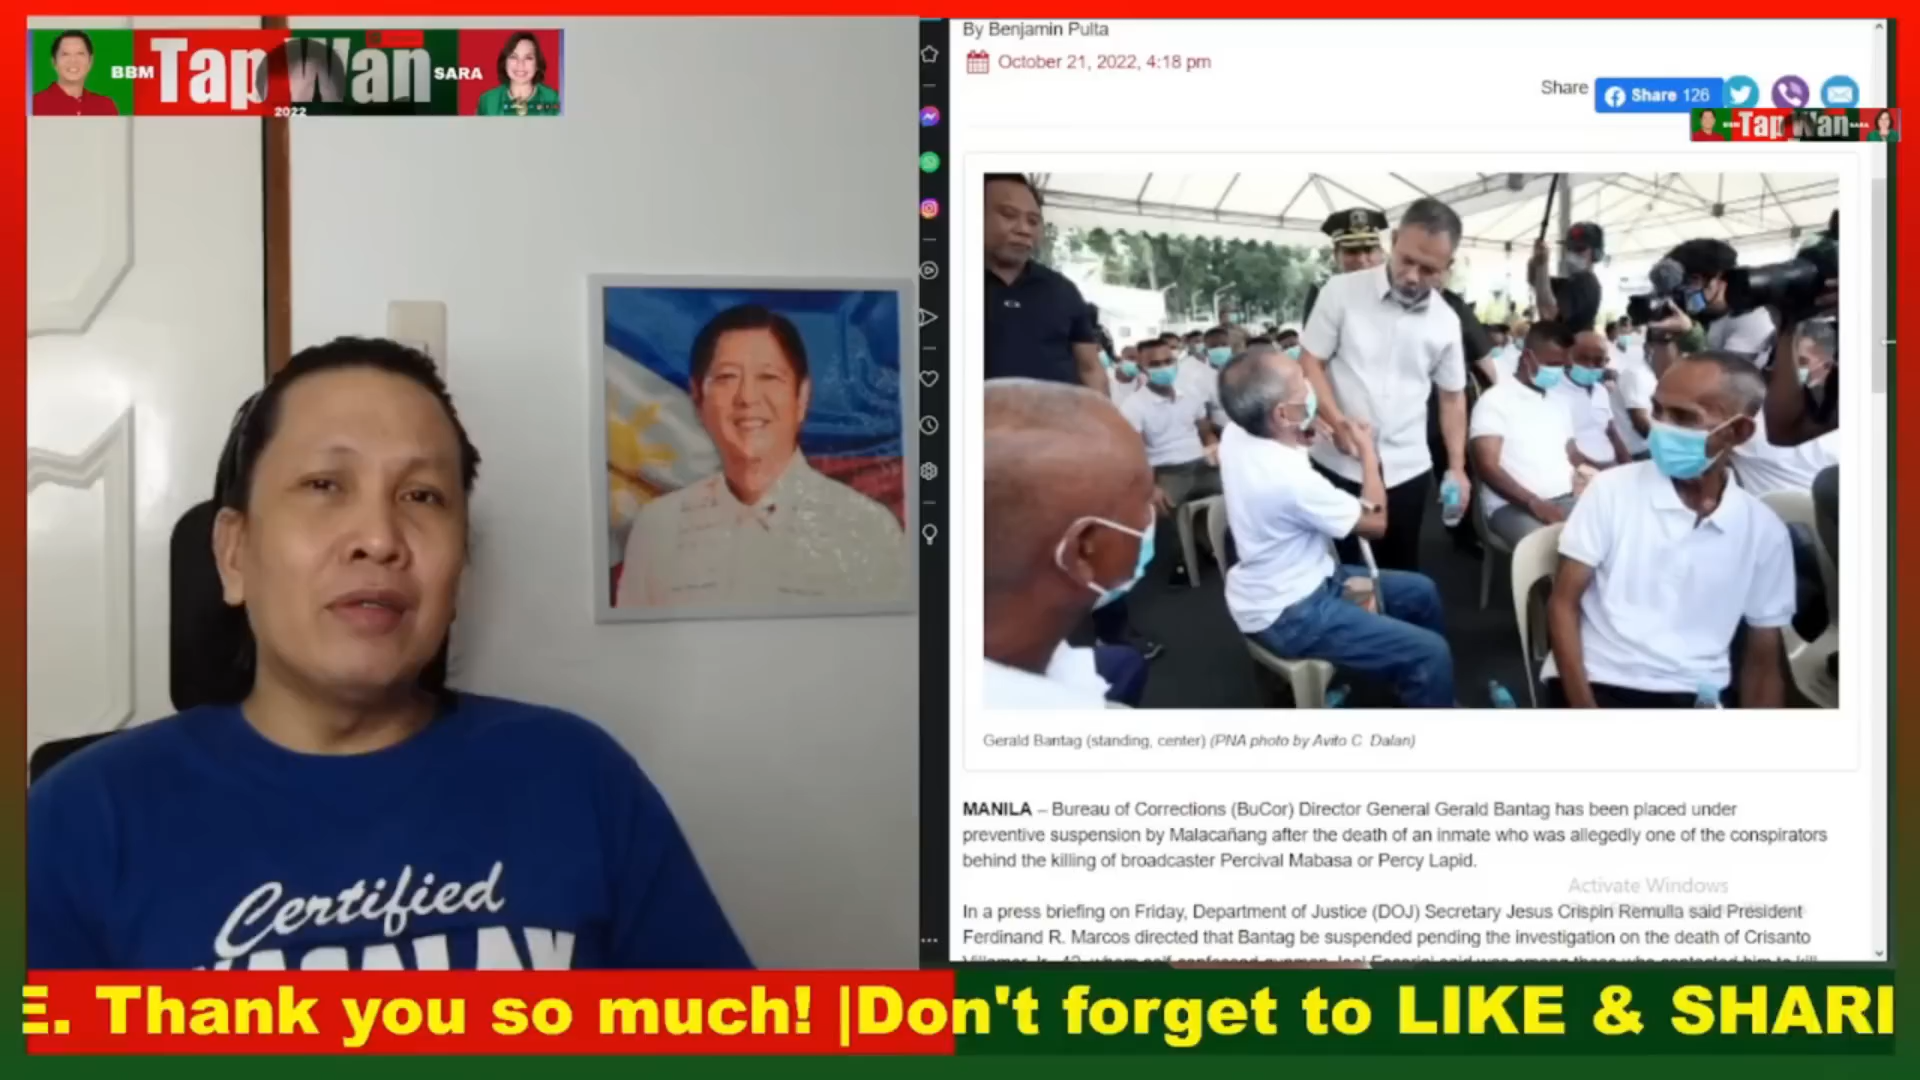 BBM Tap Wan SARA
2022
By Benjamin Pulta
October 21, 2022, 4:18 pm
Share
Share 126
BBM Tap Wan SARA
Gerald Bantag (standing, center) (PNA photo by Avito C. Dalan)
MANILA – Bureau of Corrections (BuCor) Director General Gerald Bantag has been placed under
preventive suspension by Malacañang after the death of an inmate who was allegedly one of the conspirators
behind the killing of broadcaster Percival Mabasa or Percy Lapid.
Activate Windows
In a press briefing on Friday, Department of Justice (DOJ) Secretary Jesus Crispin Remulla said President
Ferdinand R. Marcos directed that Bantag be suspended pending the investigation on the death of Crisanto
Certified
E. Thank you so much! |Don't forget to LIKE & SHARI